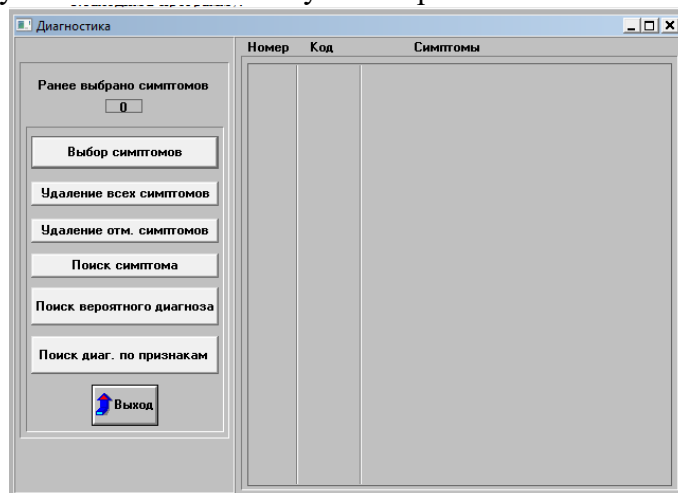 Диагностика
Номер Код Симптомы
Ранее выбрано симптомов
0
Выбор симптомов
Удаление всех симптомов
Удаление отм. симптомов
Поиск симптома
Поиск вероятного диагноза
Поиск диаг. по признакам
Выход